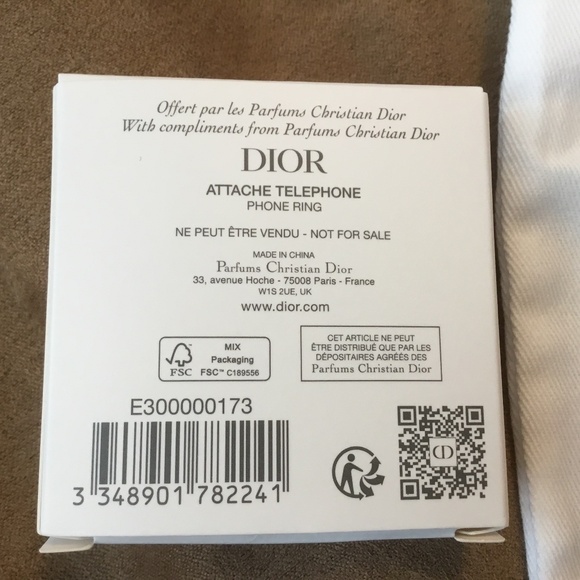 Offert par les Parfums Christian Dior
With compliments from Parfums Christian Dior
DIOR
ATTACHE TELEPHONE
PHONE RING
NE PEUT ÊTRE VENDU - NOT FOR SALE
MADE IN CHINA
Parfums Christian Dior
33, avenue Hoche - 75008 Paris - France
W1S 2UE, UK
www.dior.com
FSC
MIX
Packaging
FSC™ C189556
CET ARTICLE NE PEUT
ÊTRE DISTRIBUÉ QUE PAR LES
DÉPOSITAIRES AGRÉÉS DES
Parfums Christian Dior
E300000173
3 348901 782241
CD